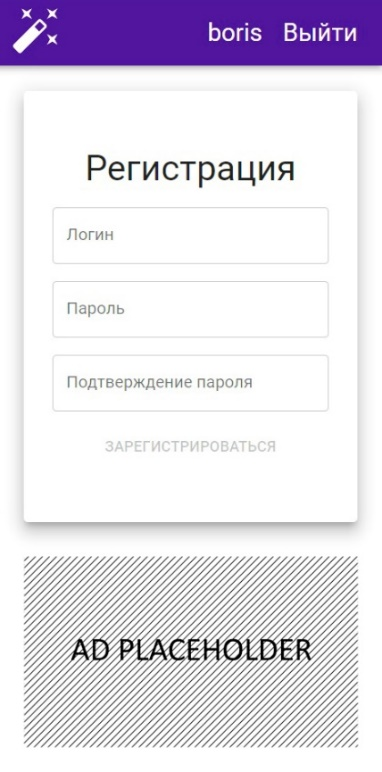 boris Выйти
Регистрация
Логин
Пароль
Подтверждение пароля
ЗАРЕГИСТРИРОВАТЬСЯ
AD PLACEHOLDER